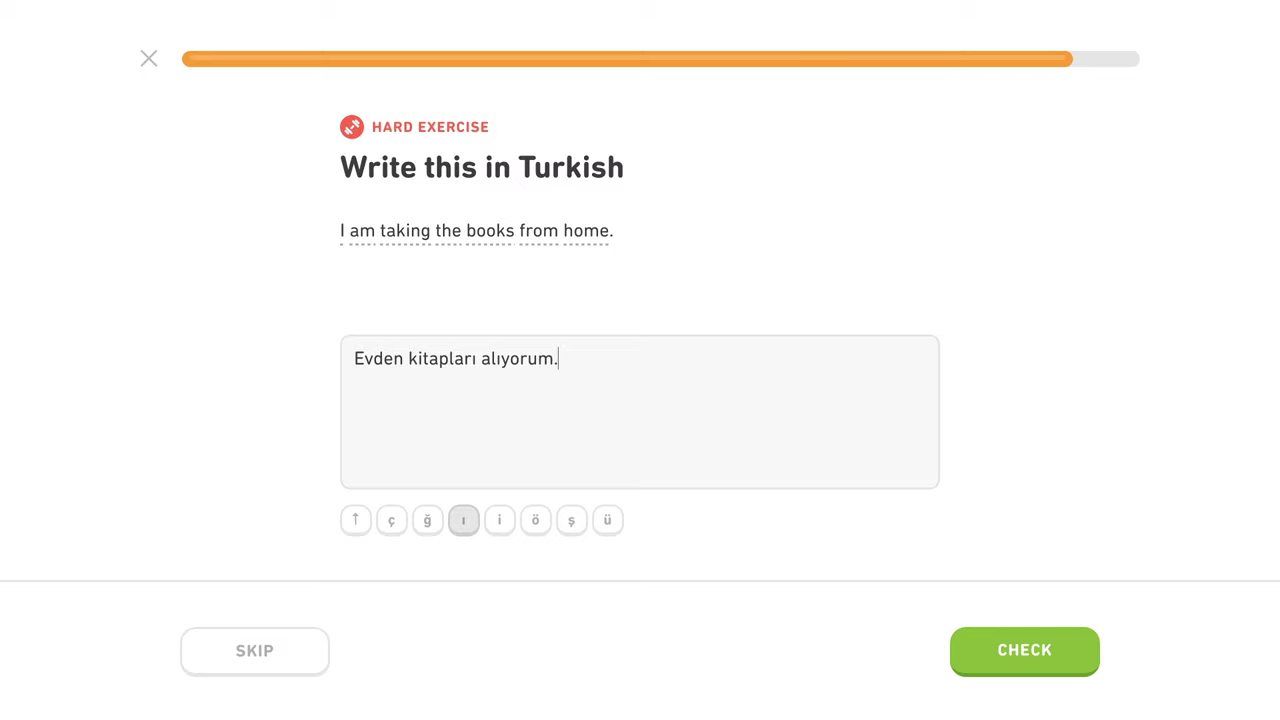 HARD EXERCISE
Write this in Turkish
I am taking the books from home.
Evden kitapları alıyorum.
↑ ç ğ ı i ö ş ü
SKIP
CHECK